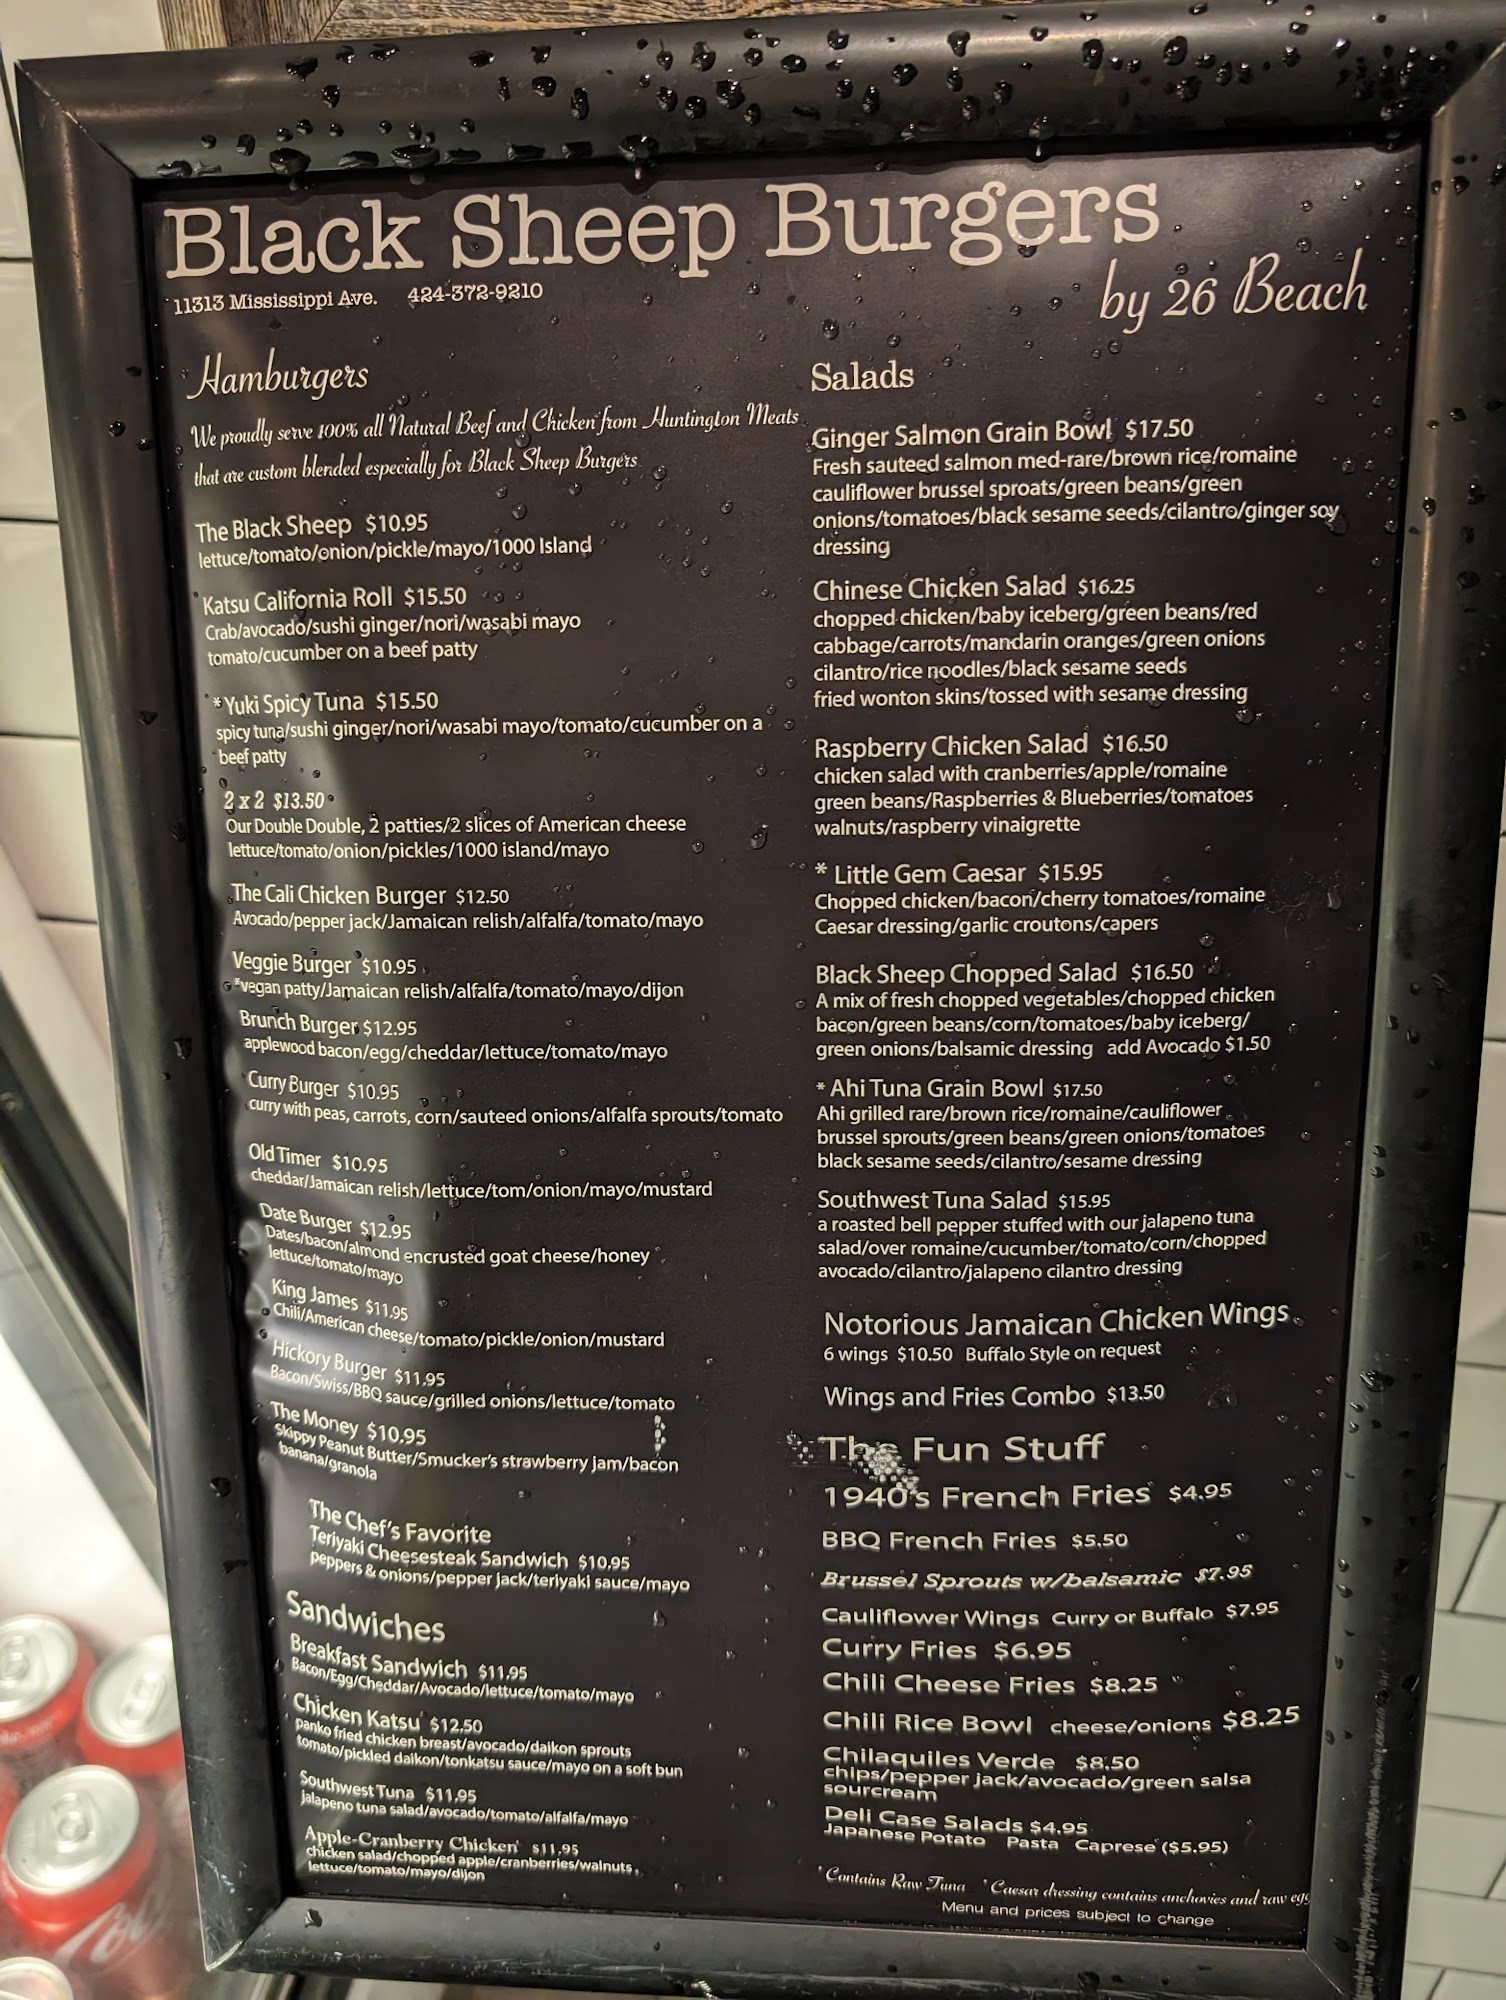 Black Sheep Burgers
by 26 Beach
11313 Mississippi Ave. 424-372-9210
Hamburgers
We proudly serve 100% all Natural Beef and Chicken from Huntington Meats
that are custom blended especially for Black Sheep Burgers
The Black Sheep $10.95
lettuce/tomato/onion/pickle/mayo/1000 Island
Katsu California Roll $15.50
Crab/avocado/sushi ginger/nori/wasabi mayo
tomato/cucumber on a beef patty
*Yuki Spicy Tuna $15.50
spicy tuna/sushi ginger/nori/wasabi mayo/tomato/cucumber on a
beef patty
2 x 2 $13.50
Our Double Double, 2 patties/2 slices of American cheese
lettuce/tomato/onion/pickles/1000 island/mayo
The Cali Chicken Burger $12.50
Avocado/pepper jack/Jamaican relish/alfalfa/tomato/mayo
Veggie Burger $10.95
*vegan patty/Jamaican relish/alfalfa/tomato/mayo/dijon
Brunch Burger $12.95
applewood bacon/egg/cheddar/lettuce/tomato/mayo
Curry Burger $10.95
curry with peas, carrots, corn/sauteed onions/alfalfa sprouts/tomato
Old Timer $10.95
cheddar/Jamaican relish/lettuce/tom/onion/mayo/mustard
Date Burger $12.95
Dates/bacon/almond encrusted goat cheese/honey
lettuce/tomato/mayo
King James $11.95
Chili/American cheese/tomato/pickle/onion/mustard
Hickory Burger $11.95
Bacon/Swiss/BBQ sauce/grilled onions/lettuce/tomato
The Money $10.95
Skippy Peanut Butter/Smucker's strawberry jam/bacon
banana/granola
The Chef's Favorite
Teriyaki Cheesesteak Sandwich $10.95
peppers & onions/pepper jack/teriyaki sauce/mayo
Sandwiches
Breakfast Sandwich $11.95
Bacon/Egg/Cheddar/Avocado/lettuce/tomato/mayo
Chicken Katsu $12.50
panko fried chicken breast/avocado/daikon sprouts
tomato/pickled daikon/tonkatsu sauce/mayo on a soft bun
Southwest Tuna $11.95
jalapeno tuna salad/avocado/tomato/alfalfa/mayo
Apple-Cranberry Chicken $11.95
chicken salad/chopped apple/cranberries/walnuts
lettuce/tomato/mayo/dijon
Salads
Ginger Salmon Grain Bowl $17.50
Fresh sauteed salmon med-rare/brown rice/romaine
cauliflower brussel sproats/green beans/green
onions/tomatoes/black sesame seeds/cilantro/ginger soy
dressing
Chinese Chicken Salad $16.25
chopped chicken/baby iceberg/green beans/red
cabbage/carrots/mandarin oranges/green onions
cilantro/rice noodles/black sesame seeds
fried wonton skins/tossed with sesame dressing
Raspberry Chicken Salad $16.50
chicken salad with cranberries/apple/romaine
green beans/Raspberries & Blueberries/tomatoes
walnuts/raspberry vinaigrette
* Little Gem Caesar $15.95
Chopped chicken/bacon/cherry tomatoes/romaine
Caesar dressing/garlic croutons/capers
Black Sheep Chopped Salad $16.50
A mix of fresh chopped vegetables/chopped chicken
bacon/green beans/corn/tomatoes/baby iceberg/
green onions/balsamic dressing add Avocado $1.50
* Ahi Tuna Grain Bowl $17.50
Ahi grilled rare/brown rice/romaine/cauliflower
brussel sprouts/green beans/green onions/tomatoes
black sesame seeds/cilantro/sesame dressing
Southwest Tuna Salad $15.95
a roasted bell pepper stuffed with our jalapeno tuna
salad/over romaine/cucumber/tomato/corn/chopped
avocado/cilantro/jalapeno cilantro dressing
Notorious Jamaican Chicken Wings
6 wings $10.50 Buffalo Style on request
Wings and Fries Combo $13.50
The Fun Stuff
1940's French Fries $4.95
BBQ French Fries $5.50
Brussel Sprouts w/balsamic $7.95
Cauliflower Wings Curry or Buffalo $7.95
Curry Fries $6.95
Chili Cheese Fries $8.25
Chili Rice Bowl cheese/onions $8.25
Chilaquiles Verde $8.50
chips/pepper jack/avocado/green salsa
sourcream
Deli Case Salads $4.95
Japanese Potato Pasta Caprese ($5.95)
*Contains Raw Tuna *Caesar dressing contains anchovies and raw egg
Menu and prices subject to change